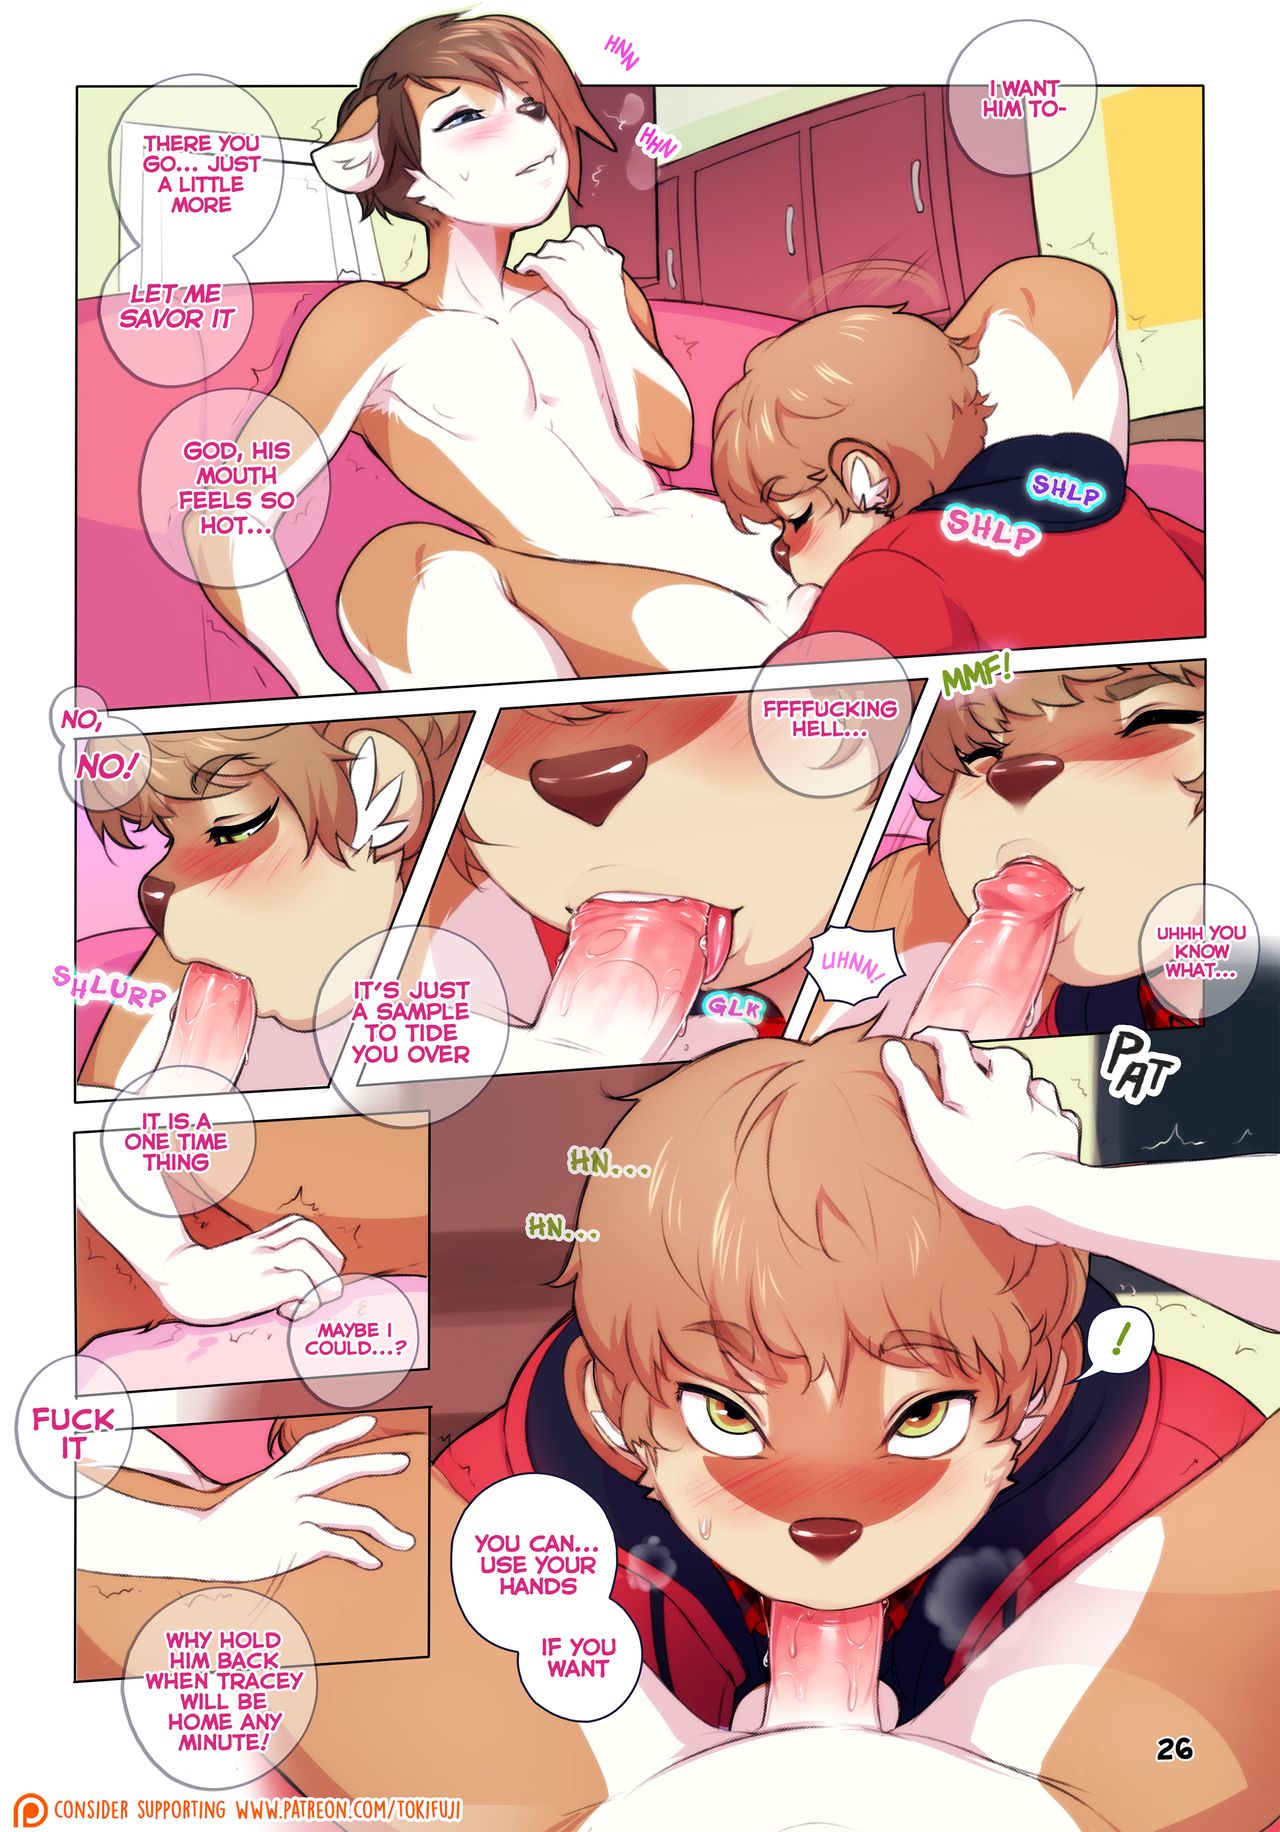 HNN
HHN
I WANT
HIM TO-
THERE YOU
GO... JUST
A LITTLE
MORE
LET ME
SAVOR IT
GOD, HIS
MOUTH
FEELS SO
HOT...
SHLP
SHLP
NO,
NO!
SHLURP
FFFFUCKING
HELL...
IT'S JUST
A SAMPLE
TO TIDE
YOU OVER
GLK
MMF!
UHNN!
UHHH YOU
KNOW
WHAT...
IT IS A
ONE TIME
THING
MAYBE I
COULD...?
FUCK
IT
WHY HOLD
HIM BACK
WHEN TRACEY
WILL BE
HOME ANY
MINUTE!
PAT
HN...
HN...
!
YOU CAN...
USE YOUR
HANDS
IF YOU
WANT
26
CONSIDER SUPPORTING WWW.PATREON.COM/TOKIFUJI